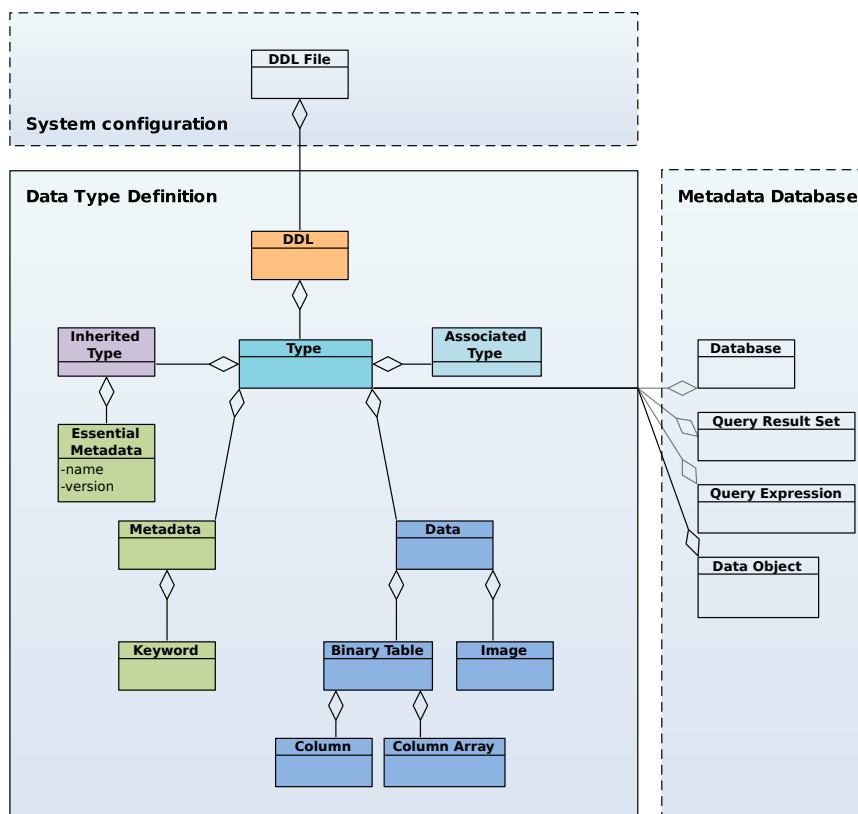 DDL File
System configuration
Data Type Definition
Metadata Database
DDL
Inherited
Type
Type
Associated
Type
Database
Essential
Metadata
-name
-version
Query Result Set
Query Expression
Metadata
Data
Data Object
Keyword
Binary Table
Image
Column
Column Array